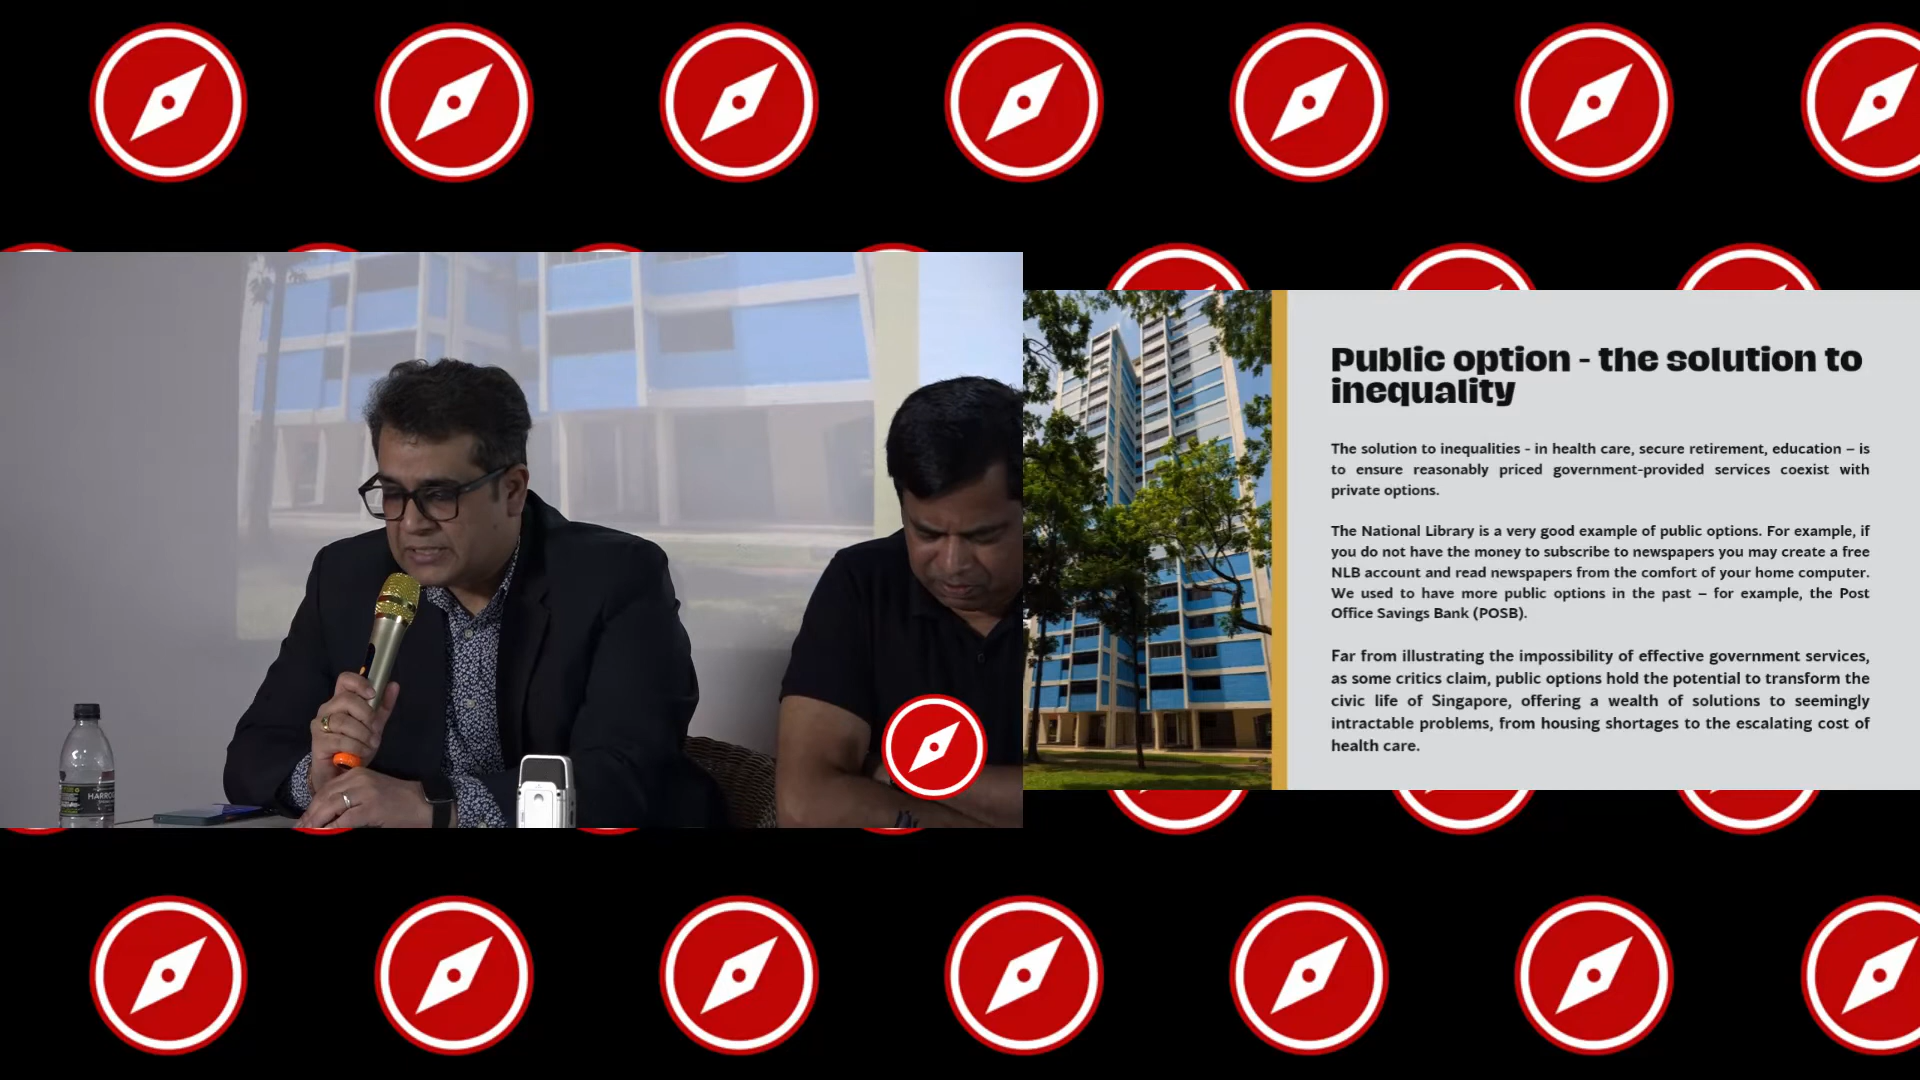 Public option - the solution to
inequality
The solution to inequalities - in health care, secure retirement, education – is
to ensure reasonably priced government-provided services coexist with
private options.
The National Library is a very good example of public options. For example, if
you do not have the money to subscribe to newspapers you may create a free
NLB account and read newspapers from the comfort of your home computer.
We used to have more public options in the past – for example, the Post
Office Savings Bank (POSB).
Far from illustrating the impossibility of effective government services,
as some critics claim, public options hold the potential to transform the
civic life of Singapore, offering a wealth of solutions to seemingly
intractable problems, from housing shortages to the escalating cost of
health care.